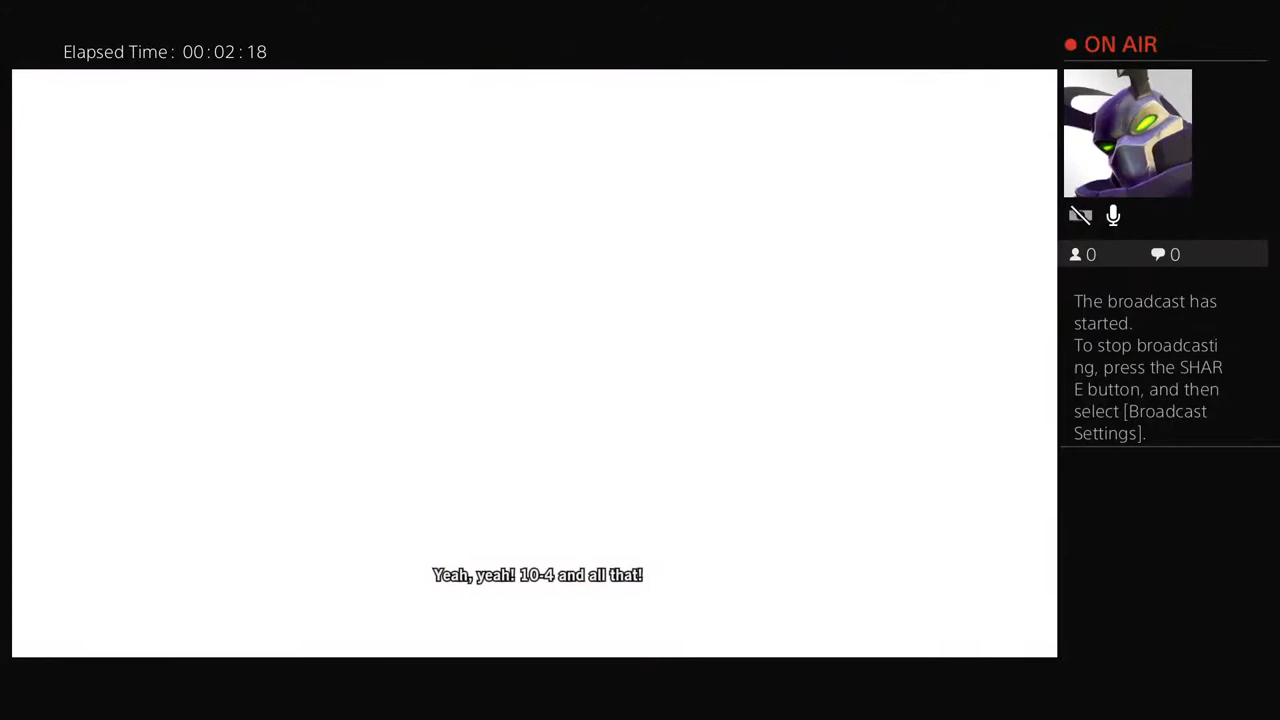 Elapsed Time: 00:02:18
ON AIR
0 0
The broadcast has
started.
To stop broadcasti
ng, press the SHAR
E button, and then
select [Broadcast
Settings].
Yeah, yeah! 10-4 and all that!